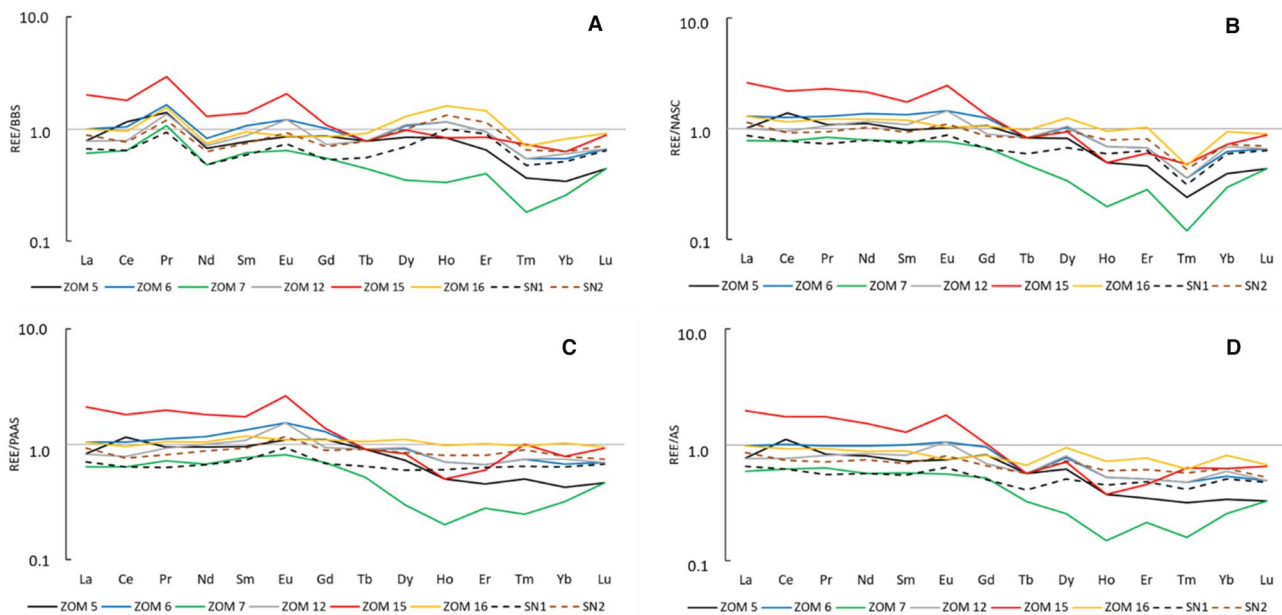 10.0
A
REE/BBS
1.0
0.1
La Ce Pr Nd Sm Eu Gd Tb Dy Ho Er Tm Yb Lu
ZOM 5 ZOM 6 ZOM 7 ZOM 12 ZOM 15 ZOM 16 SN1 SN2
10.0
B
REE/NASC
1.0
0.1
La Ce Pr Nd Sm Eu Gd Tb Dy Ho Er Tm Yb Lu
ZOM 5 ZOM 6 ZOM 7 ZOM 12 ZOM 15 ZOM 16 SN1 SN2
10.0
C
REE/PAAS
1.0
0.1
La Ce Pr Nd Sm Eu Gd Tb Dy Ho Er Tm Yb Lu
ZOM 5 ZOM 6 ZOM 7 ZOM 12 ZOM 15 ZOM 16 SN1 SN2
10.0
D
REE/AS
1.0
0.1
La Ce Pr Nd Sm Eu Gd Tb Dy Ho Er Tm Yb Lu
ZOM 5 ZOM 6 ZOM 7 ZOM 12 ZOM 15 ZOM 16 SN1 SN2